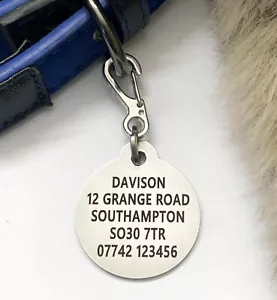 DAVISON
12 GRANGE ROAD
SOUTHAMPTON
SO30 7TR
07742 123456